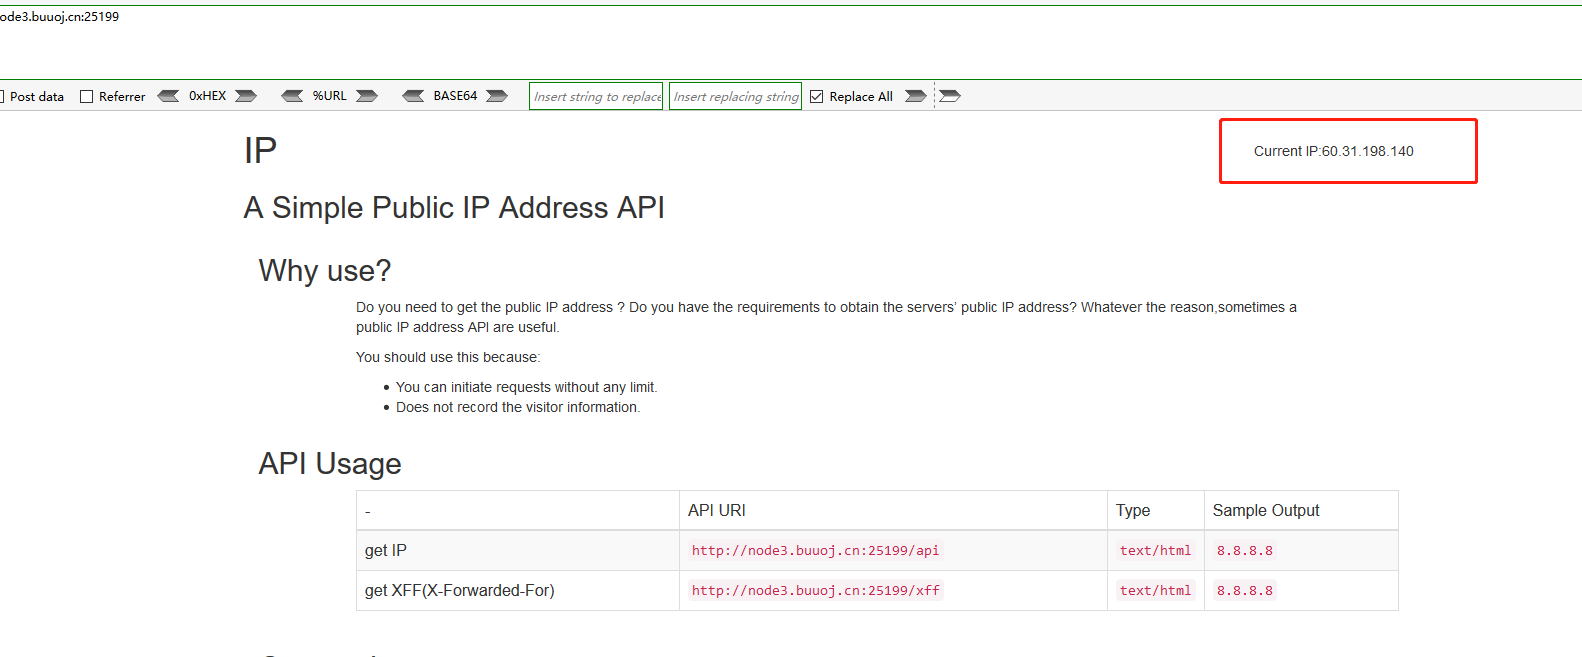 ode3.buuoj.cn:25199
Post data Referrer 0xHEX %URL BASE64 Insert string to replace Insert replacing string Replace All
IP
Current IP:60.31.198.140
A Simple Public IP Address API
Why use?
Do you need to get the public IP address ? Do you have the requirements to obtain the servers’ public IP address? Whatever the reason,sometimes a
public IP address API are useful.
You should use this because:
You can initiate requests without any limit.
Does not record the visitor information.
API Usage
- API URI Type Sample Output
get IP http://node3.buuoj.cn:25199/api text/html 8.8.8.8
get XFF(X-Forwarded-For) http://node3.buuoj.cn:25199/xff text/html 8.8.8.8